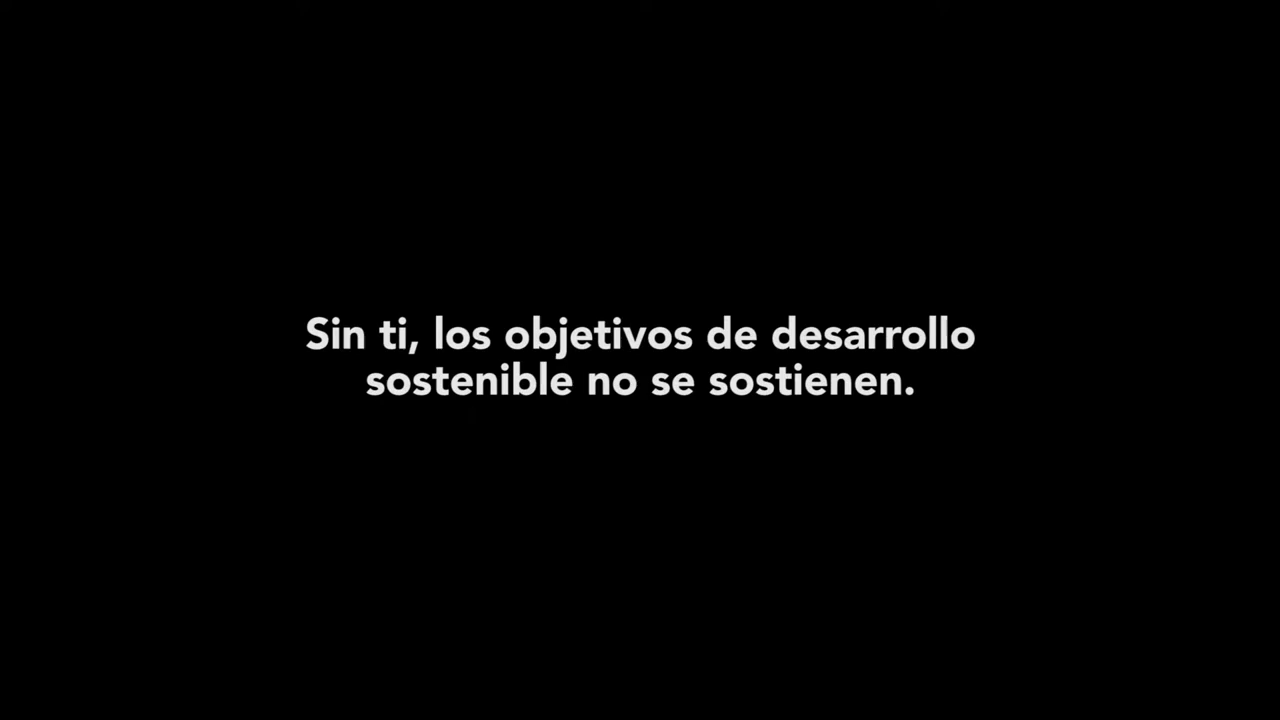 Sin ti, los objetivos de desarrollo
sostenible no se sostienen.